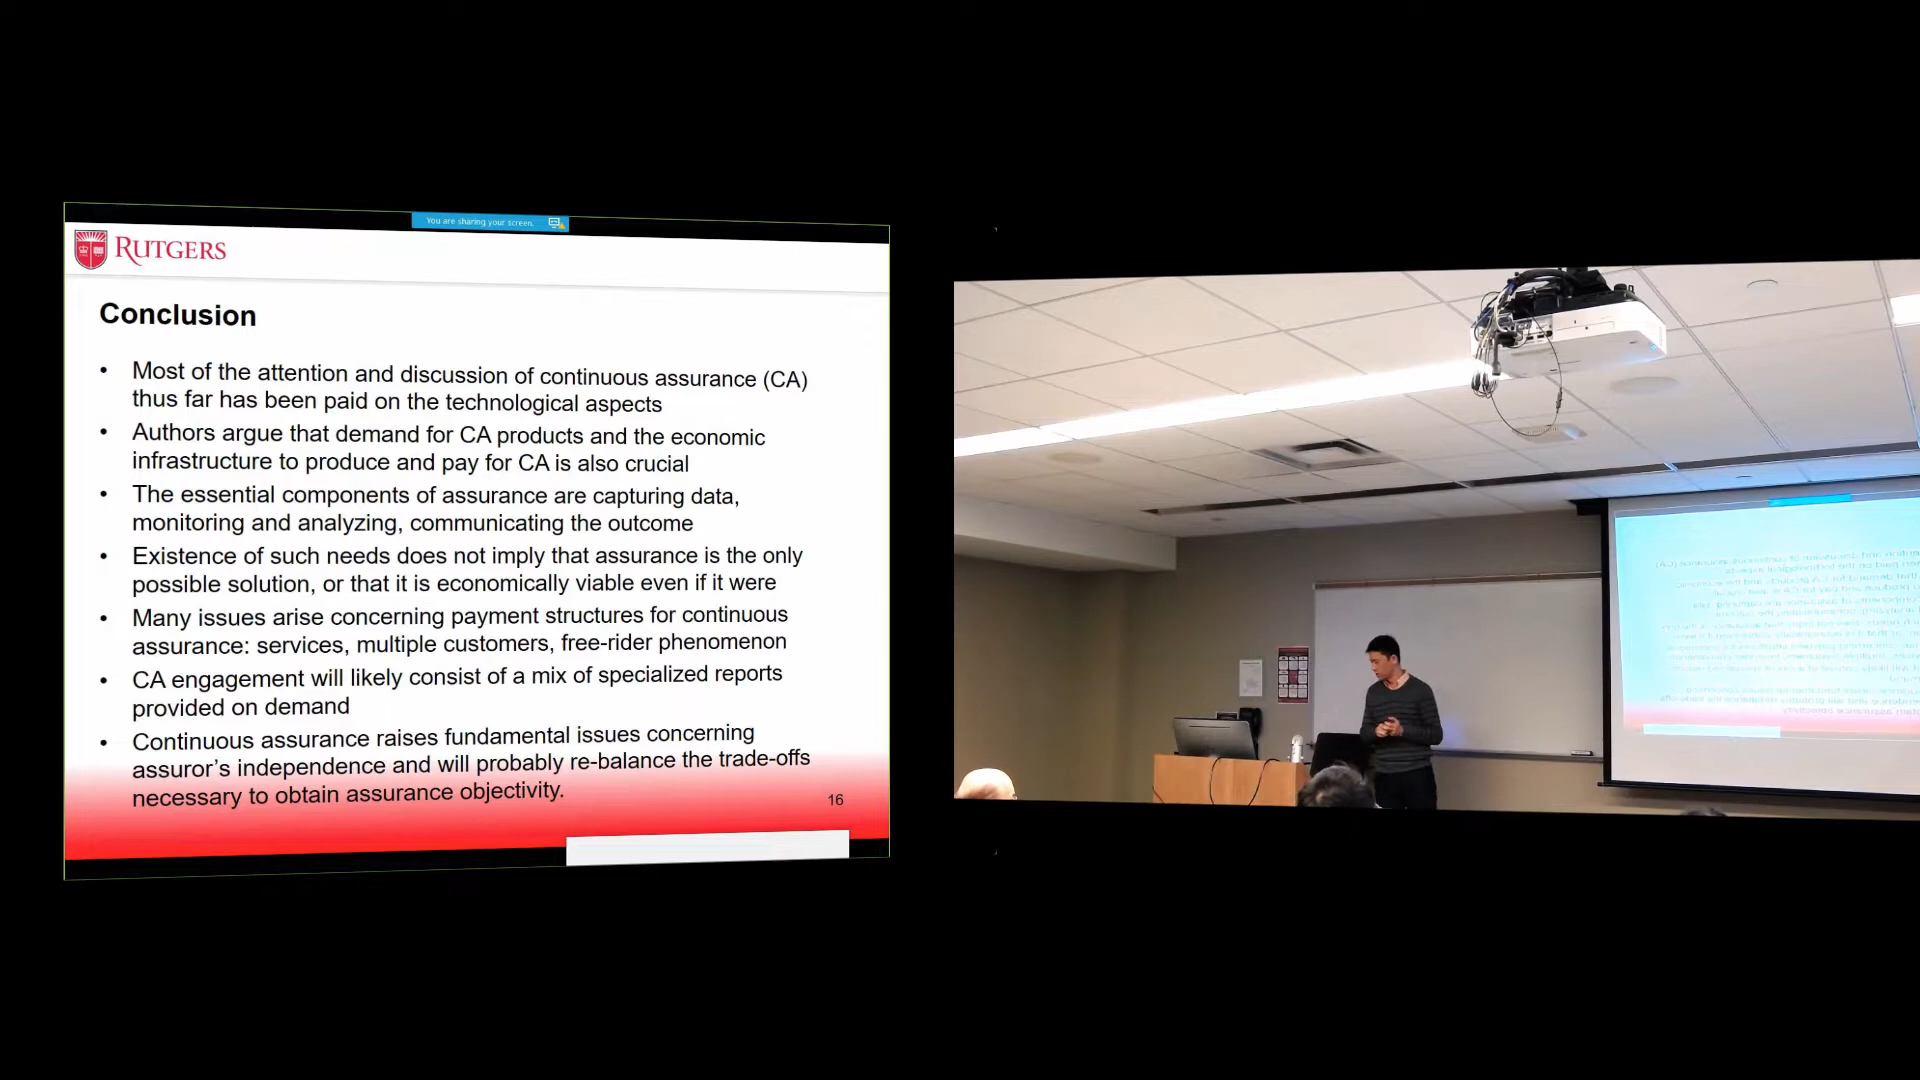 You are sharing your screen.
RUTGERS
Conclusion
• Most of the attention and discussion of continuous assurance (CA)
thus far has been paid on the technological aspects
• Authors argue that demand for CA products and the economic
infrastructure to produce and pay for CA is also crucial
• The essential components of assurance are capturing data,
monitoring and analyzing, communicating the outcome
• Existence of such needs does not imply that assurance is the only
possible solution, or that it is economically viable even if it were
• Many issues arise concerning payment structures for continuous
assurance: services, multiple customers, free-rider phenomenon
• CA engagement will likely consist of a mix of specialized reports
provided on demand
• Continuous assurance raises fundamental issues concerning
assuror’s independence and will probably re-balance the trade-offs
necessary to obtain assurance objectivity.
16